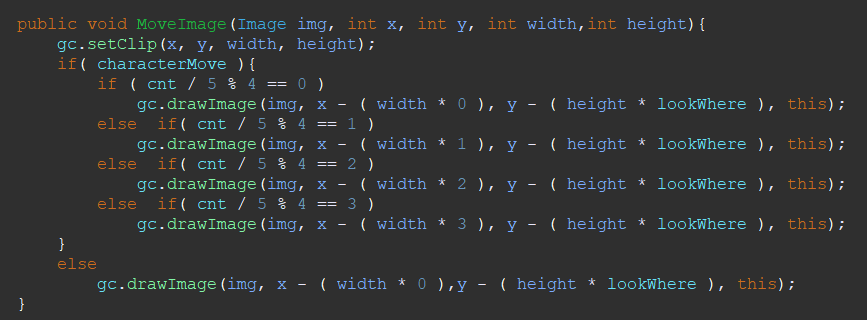 public void MoveImage(Image img, int x, int y, int width,int height){
    gc.setClip(x, y, width, height);
    if( characterMove ){
        if ( cnt / 5 % 4 == 0 )
            gc.drawImage(img, x - ( width * 0 ), y - ( height * lookWhere ), this);
        else  if( cnt / 5 % 4 == 1 )
            gc.drawImage(img, x - ( width * 1 ), y - ( height * lookWhere ), this);
        else  if( cnt / 5 % 4 == 2 )
            gc.drawImage(img, x - ( width * 2 ), y - ( height * lookWhere ), this);
        else  if( cnt / 5 % 4 == 3 )
            gc.drawImage(img, x - ( width * 3 ), y - ( height * lookWhere ), this);
    }
    else
        gc.drawImage(img, x - ( width * 0 ),y - ( height * lookWhere ), this);
}